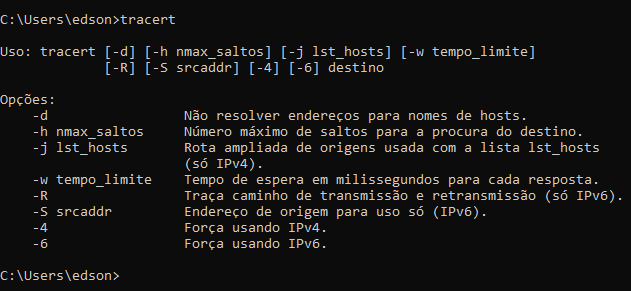 C:\Users\edson>tracert
Uso: tracert [-d] [-h nmax_saltos] [-j lst_hosts] [-w tempo_limite]
[-R] [-S srcaddr] [-4] [-6] destino
Opções:
-d Não resolver endereços para nomes de hosts.
-h nmax_saltos Número máximo de saltos para a procura do destino.
-j lst_hosts Rota ampliada de origens usada com a lista lst_hosts
(só IPv4).
-w tempo_limite Tempo de espera em milissegundos para cada resposta.
-R Traça caminho de transmissão e retransmissão (só IPv6).
-S srcaddr Endereço de origem para uso só (IPv6).
-4 Força usando IPv4.
-6 Força usando IPv6.
C:\Users\edson>